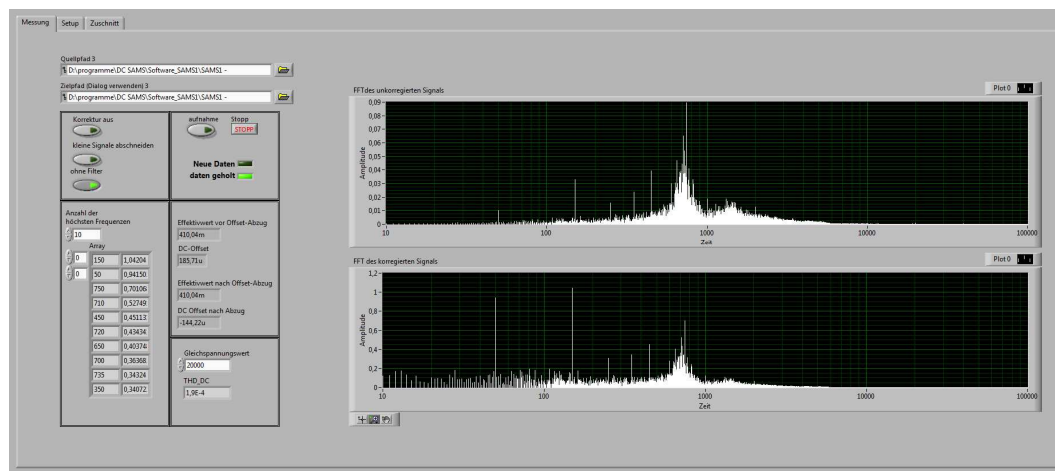 Messung Setup Zuschnitt
Quellpfad 3
D:\programme\DC SAMS\Software_SAMS1\SAMS1 -
Zielpfad (Dialog verwenden) 3
D:\programme\DC SAMS\Software_SAMS1\SAMS1 -
Korrektur aus
kleine Signale abschneiden
ohne Filter
aufnahme Stopp
STOPP
Neue Daten
daten geholt
Anzahl der
höchsten Frequenzen
10
Array
0
0
150 1,04204
50 0,94150
750 0,70106
710 0,52749
450 0,45113
720 0,43434
650 0,40374
700 0,36368
735 0,34324
350 0,34072
Effektivwert vor Offset-Abzug
410,04m
DC-Offset
185,71u
Effektivwert nach Offset-Abzug
410,04m
DC Offset nach Abzug
-144,22u
Gleichspannungswert
20000
THD_DC
1,9E-4
FFT des unkorregierten Signals
Plot 0
Amplitude
0,09
0,08
0,07
0,06
0,05
0,04
0,03
0,02
0,01
0
10 100 1000 10000 100000
Zeit
FFT des korregierten Signals
Plot 0
Amplitude
1,2
1
0,8
0,6
0,4
0,2
0
10 100 1000 10000 100000
Zeit